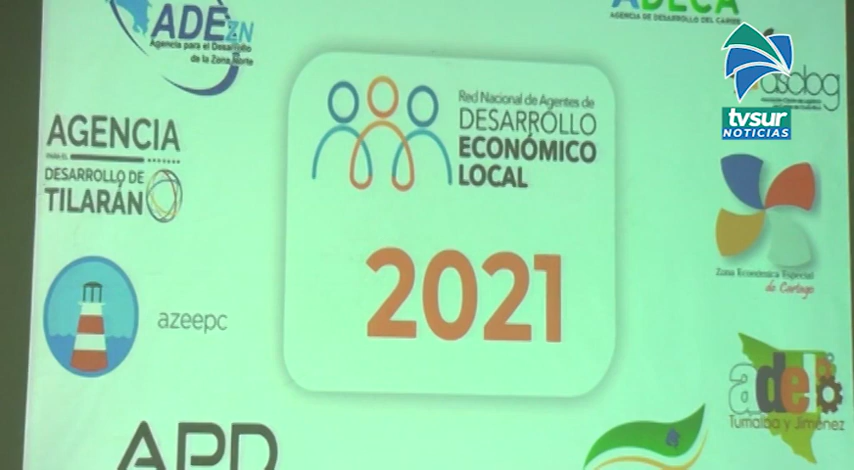 ADEZN
Agencia para el Desarrollo
de la Zona Norte
ADECA
AGENCIA DE DESARROLLO DEL CARIBE
tvsur
NOTICIAS
Red Nacional de Agentes de
DESARROLLO
ECONÓMICO
LOCAL
2021
AGENCIA
PARA EL
DESARROLLO DE
TILARÁN
azeepc
Zona Económica Especial
de Cartago
adel
Turrialba y Jiménez
APD